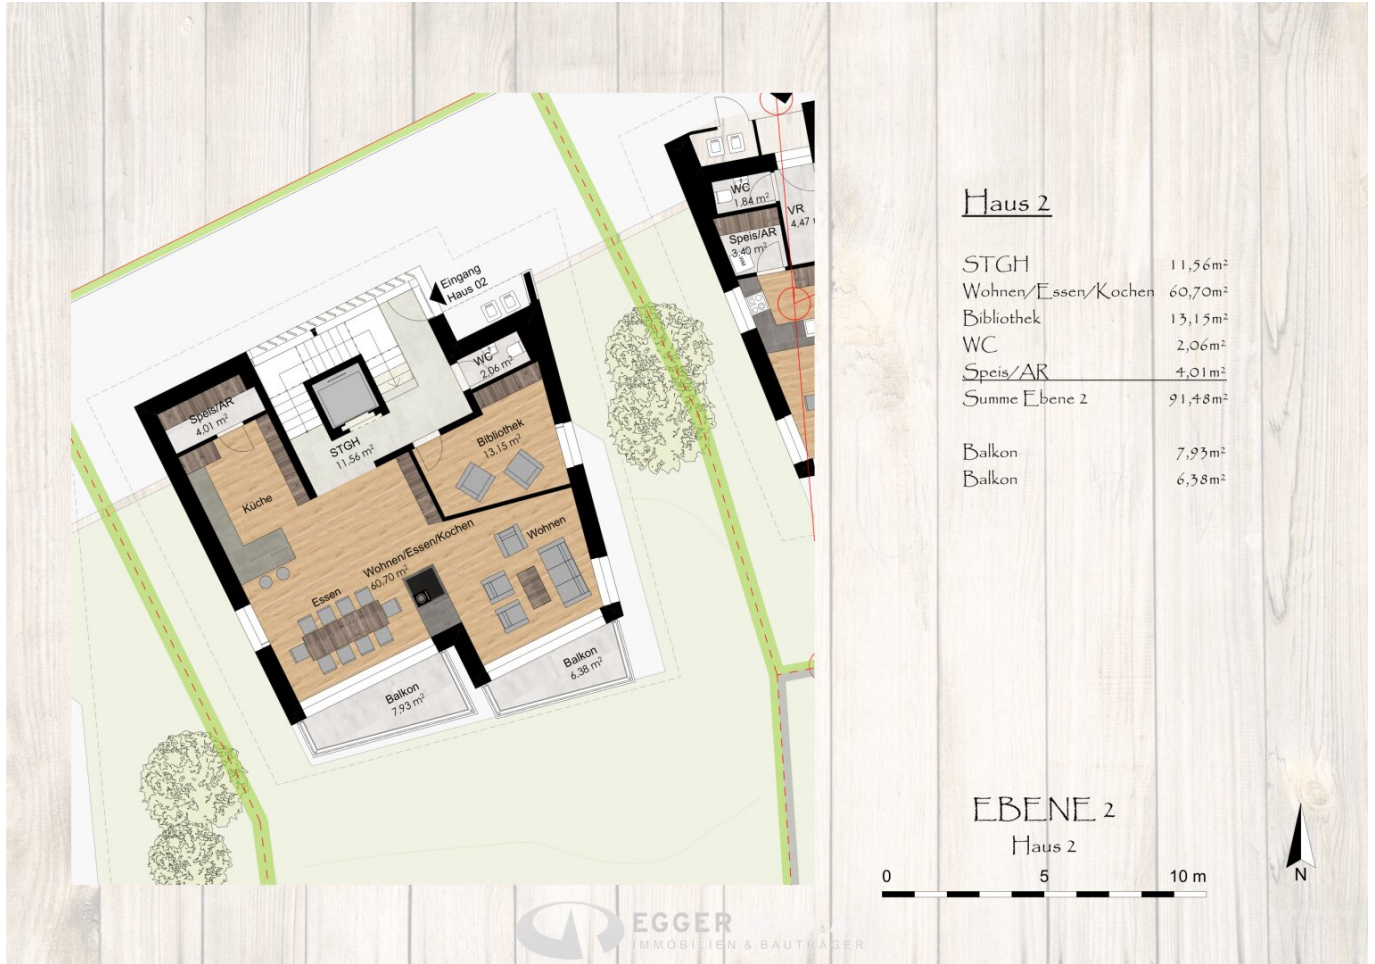 WC
1,84 m²
VR
4,47
Speis/AR
3,40 m²
Eingang
Haus 02
WC
2,06 m²
Speis/AR
4,01 m²
STGH
11,56 m²
Bibliothek
13,15 m²
Küche
Wohnen/Essen/Kochen
60,70 m²
Wohnen
Essen
Balkon
6,38 m²
Balkon
7,93 m²
Haus 2
STGH 11,56m²
Wohnen/Essen/Kochen 60,70m²
Bibliothek 13,15m²
WC 2,06m²
Speis/AR 4,01m²
Summe Ebene 2 91,48m²
Balkon 7,93m²
Balkon 6,38m²
EBENE 2
Haus 2
0 5 10 m
N
EGGER
IMMOBILIEN & BAUTRÄGER